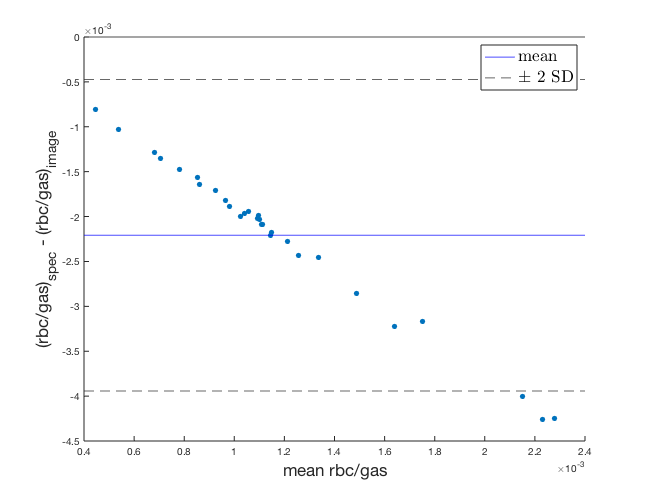 ×10⁻³
0
-0.5
-1
-1.5
-2
-2.5
-3
-3.5
-4
-4.5
(rbc/gas)spec - (rbc/gas)image
mean
± 2 SD
0.4 0.6 0.8 1 1.2 1.4 1.6 1.8 2 2.2 2.4
mean rbc/gas
×10⁻³